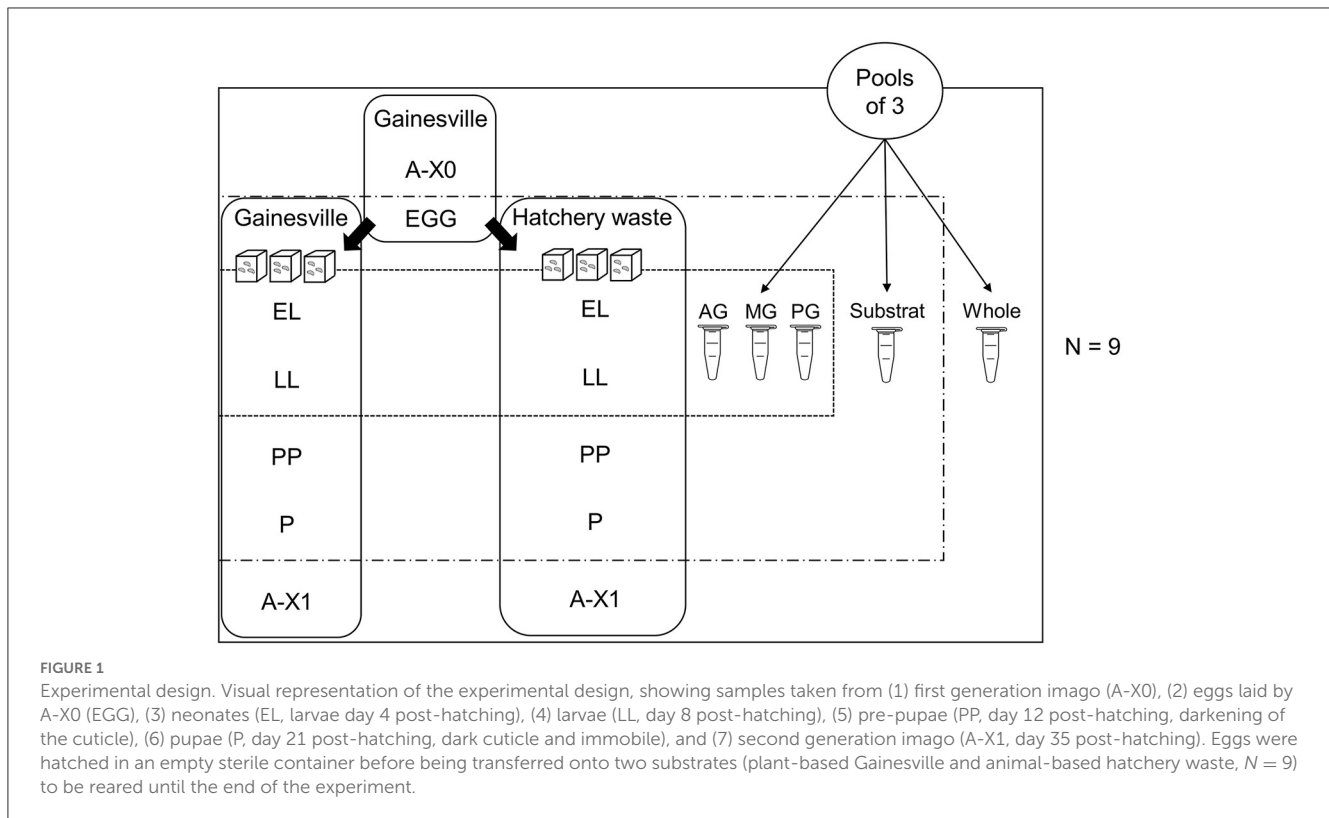 Pools
of 3
Gainesville
A-X0
EGG
Gainesville
Hatchery waste
EL
EL
AG MG PG Substrat Whole
N = 9
LL
LL
PP
PP
P
P
A-X1
A-X1
FIGURE 1
Experimental design. Visual representation of the experimental design, showing samples taken from (1) first generation imago (A-X0), (2) eggs laid by
A-X0 (EGG), (3) neonates (EL, larvae day 4 post-hatching), (4) larvae (LL, day 8 post-hatching), (5) pre-pupae (PP, day 12 post-hatching, darkening of
the cuticle), (6) pupae (P, day 21 post-hatching, dark cuticle and immobile), and (7) second generation imago (A-X1, day 35 post-hatching). Eggs were
hatched in an empty sterile container before being transferred onto two substrates (plant-based Gainesville and animal-based hatchery waste, N = 9)
to be reared until the end of the experiment.